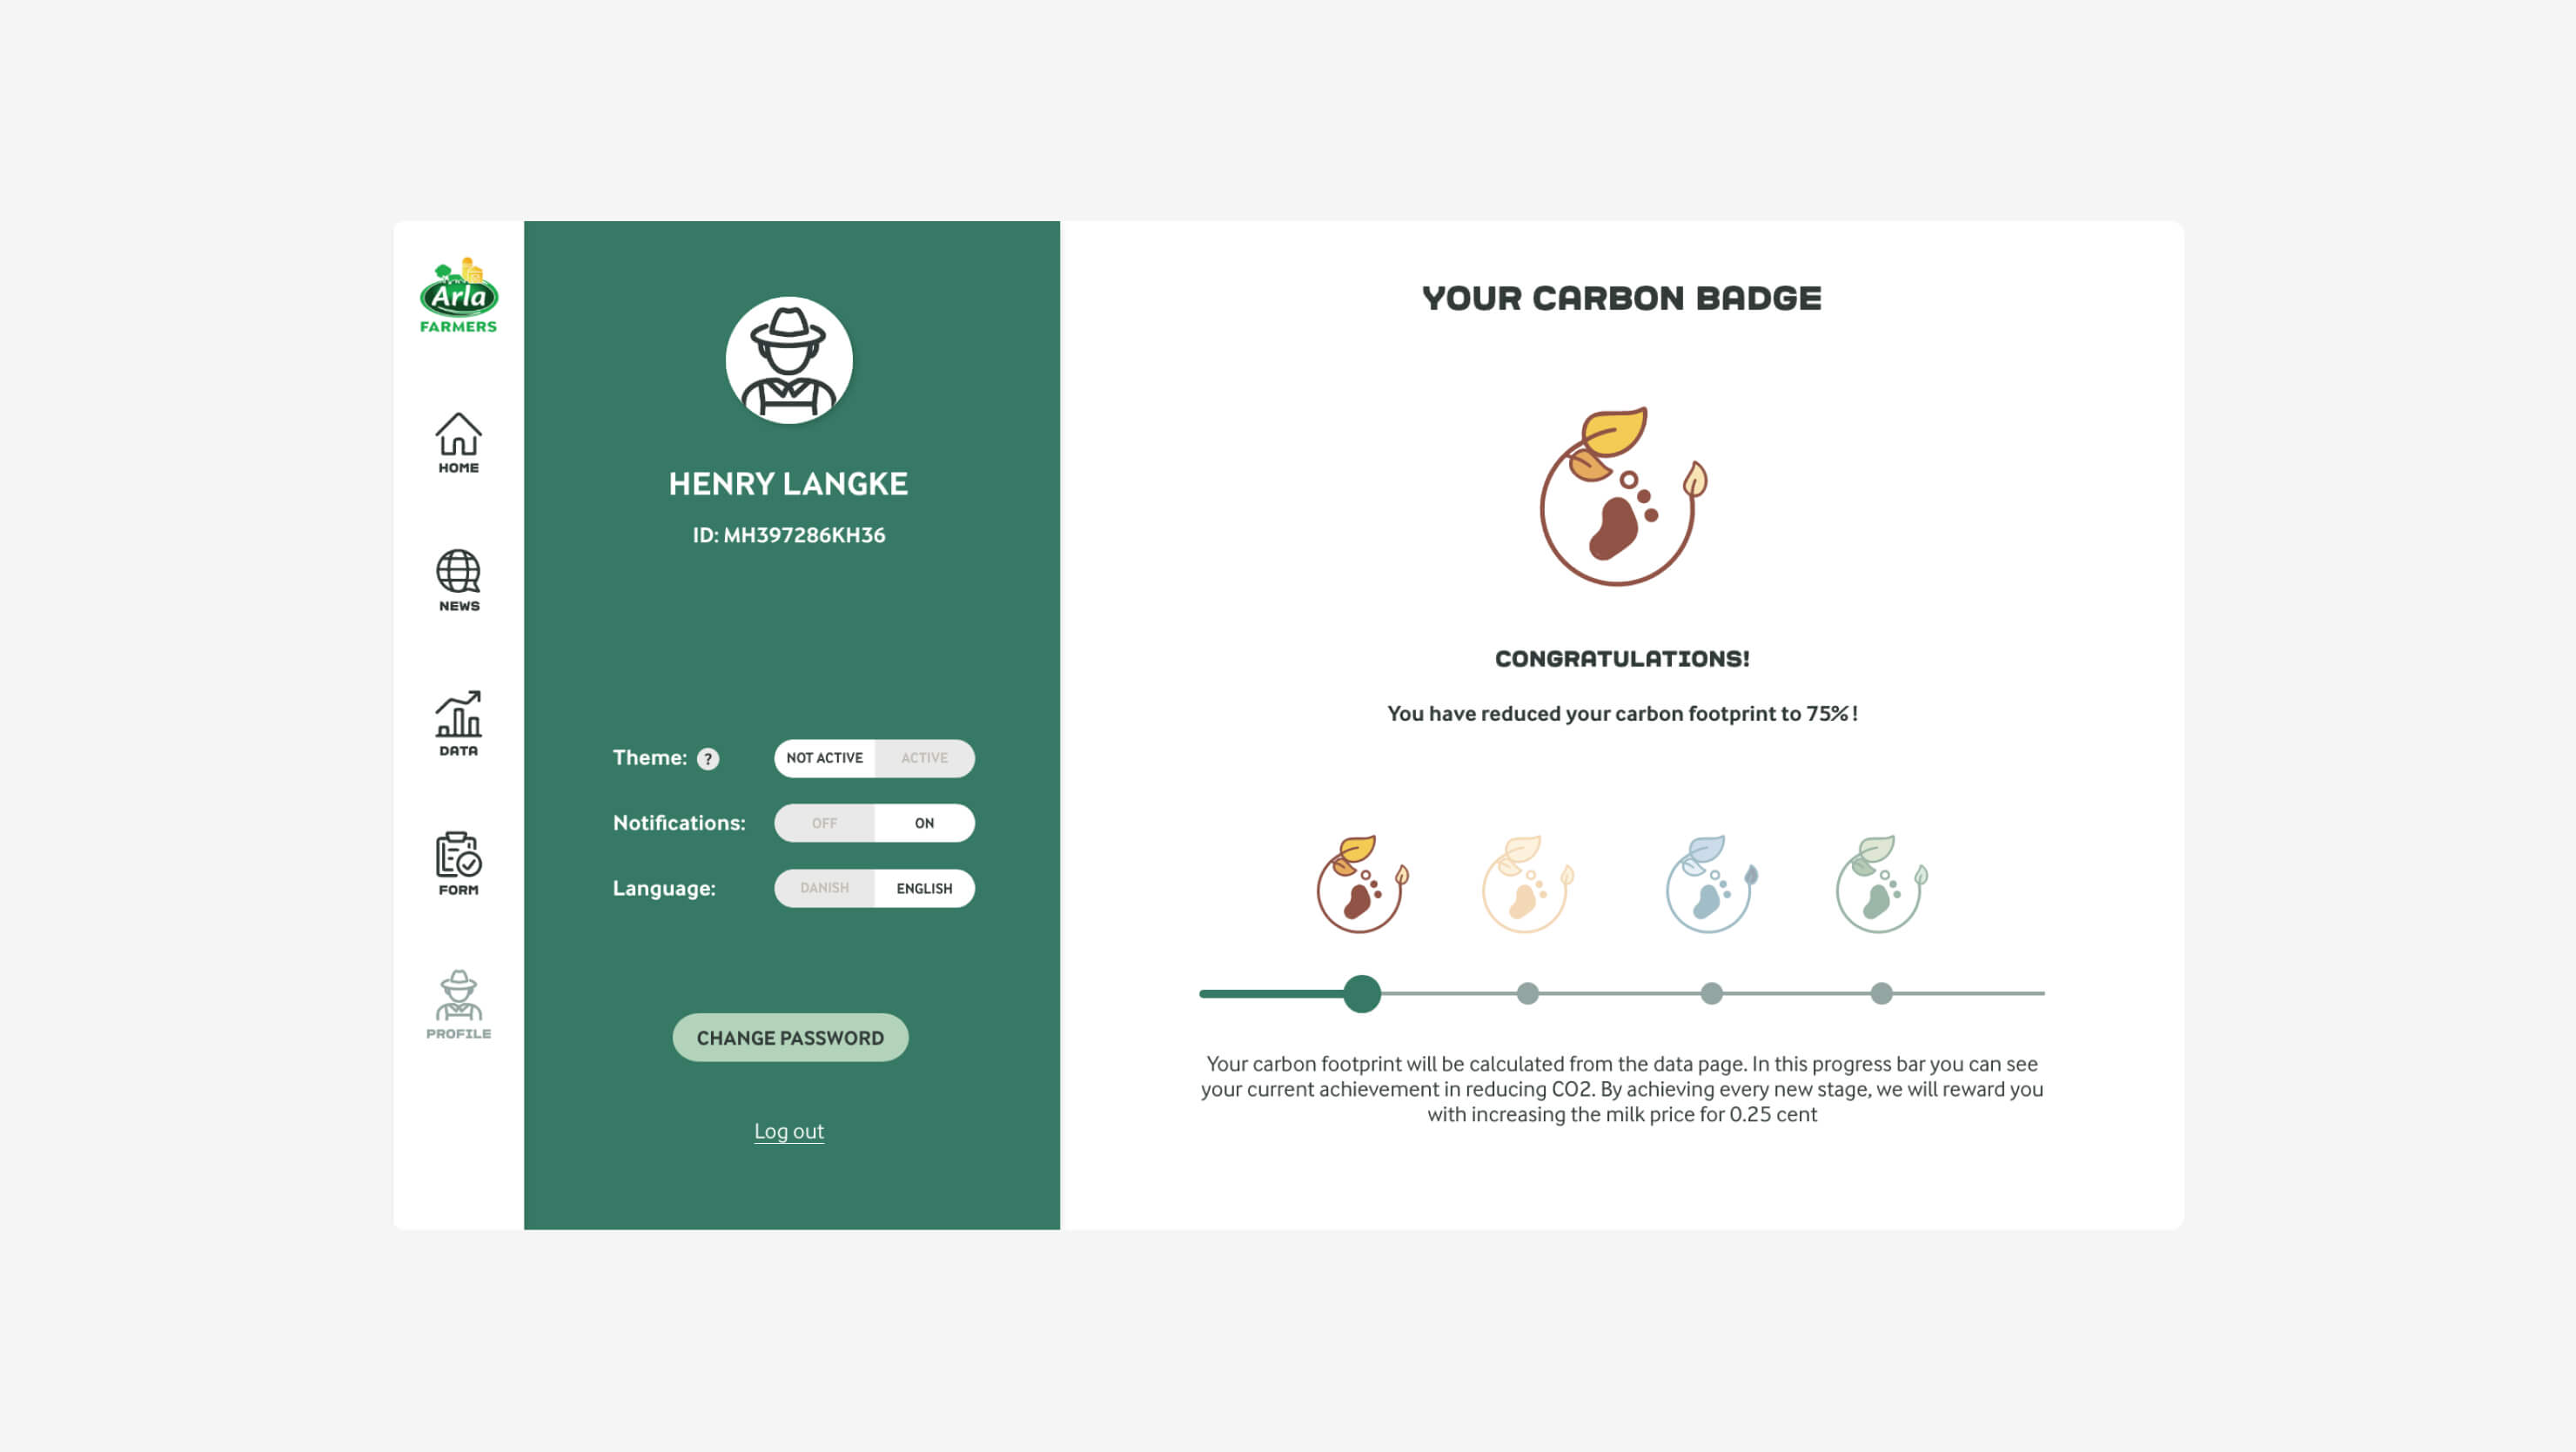 Arla
FARMERS
HOME
NEWS
DATA
FORM
PROFILE
HENRY LANGKE
ID: MH397286KH36
Theme: ? NOT ACTIVE ACTIVE
Notifications: OFF ON
Language: DANISH ENGLISH
CHANGE PASSWORD
Log out
YOUR CARBON BADGE
CONGRATULATIONS!
You have reduced your carbon footprint to 75%!
Your carbon footprint will be calculated from the data page. In this progress bar you can see
your current achievement in reducing CO2. By achieving every new stage, we will reward you
with increasing the milk price for 0.25 cent